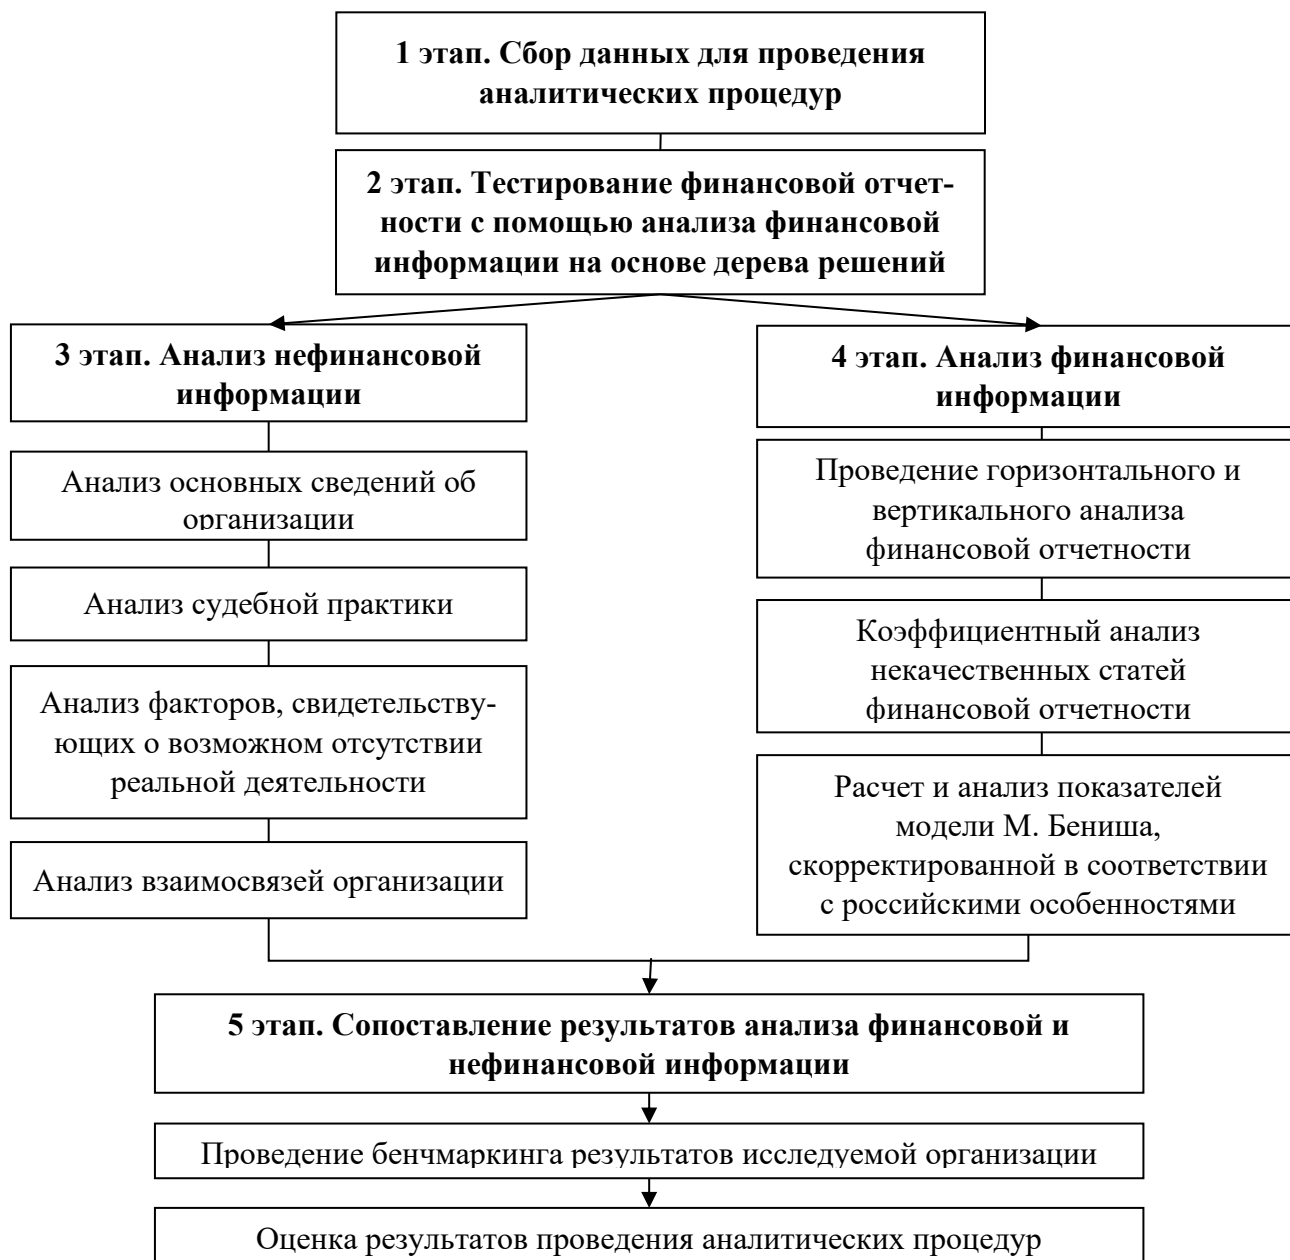 1 этап. Сбор данных для проведения
аналитических процедур
2 этап. Тестирование финансовой отчет-
ности с помощью анализа финансовой
информации на основе дерева решений
3 этап. Анализ нефинансовой
информации
Анализ основных сведений об
организации
Анализ судебной практики
Анализ факторов, свидетельству-
ющих о возможном отсутствии
реальной деятельности
Анализ взаимосвязей организации
4 этап. Анализ финансовой
информации
Проведение горизонтального и
вертикального анализа
финансовой отчетности
Коэффициентный анализ
некачественных статей
финансовой отчетности
Расчет и анализ показателей
модели М. Бениша,
скорректированной в соответствии
с российскими особенностями
5 этап. Сопоставление результатов анализа финансовой и
нефинансовой информации
Проведение бенчмаркинга результатов исследуемой организации
Оценка результатов проведения аналитических процедур